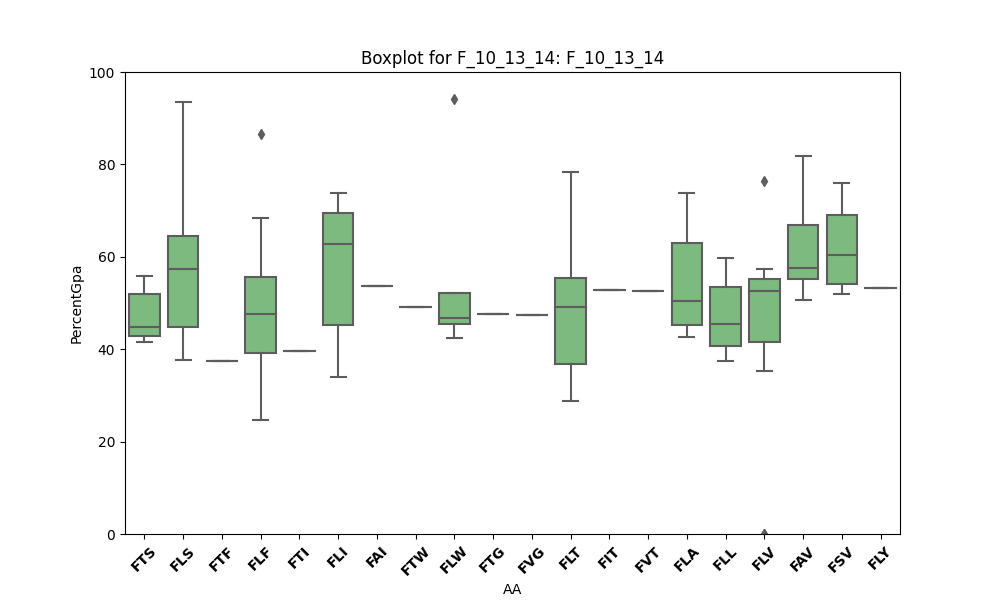 Boxplot for F_10_13_14: F_10_13_14
100
80
60
40
20
0
PercentGpa
FTS
FLS
FTF
FLF
FTI
FLI
FAI
FTW
FLW
FTG
FVG
FLT
FIT
FVT
FLA
FLL
FLV
FAV
FSV
FLY
AA